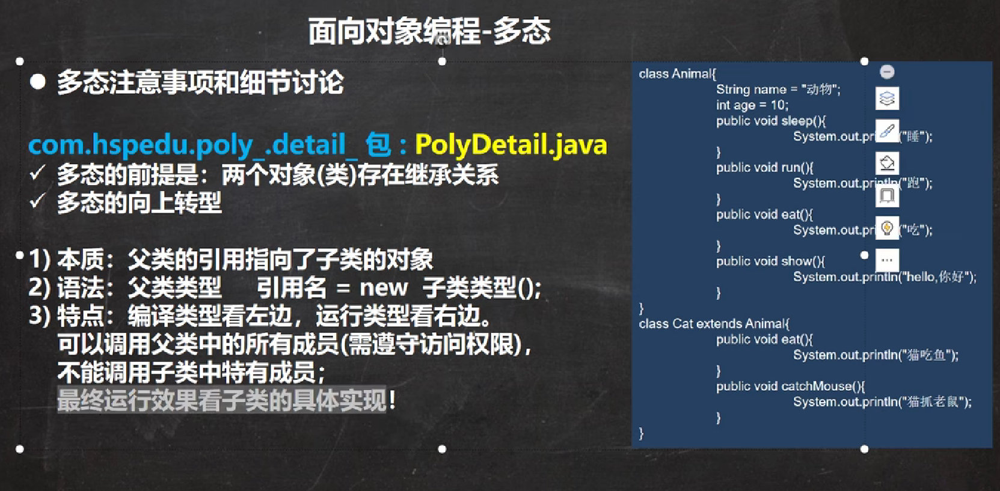 面向对象编程-多态
● 多态注意事项和细节讨论
com.hspedu.poly_.detail_ 包 : PolyDetail.java
✓ 多态的前提是：两个对象(类)存在继承关系
✓ 多态的向上转型
1) 本质：父类的引用指向了子类的对象
2) 语法：父类类型 引用名 = new 子类类型();
3) 特点：编译类型看左边，运行类型看右边。
可以调用父类中的所有成员(需遵守访问权限)，
不能调用子类中特有成员；
最终运行效果看子类的具体实现！
class Animal{
String name = "动物";
int age = 10;
public void sleep(){
System.out.pr ("睡");
}
public void run(){
System.out.println("跑");
}
public void eat(){
System.out.pri ("吃");
}
public void show(){
System.out.println("hello,你好");
}
}
class Cat extends Animal{
public void eat(){
System.out.println("猫吃鱼");
}
public void catchMouse(){
System.out.println("猫抓老鼠");
}
}